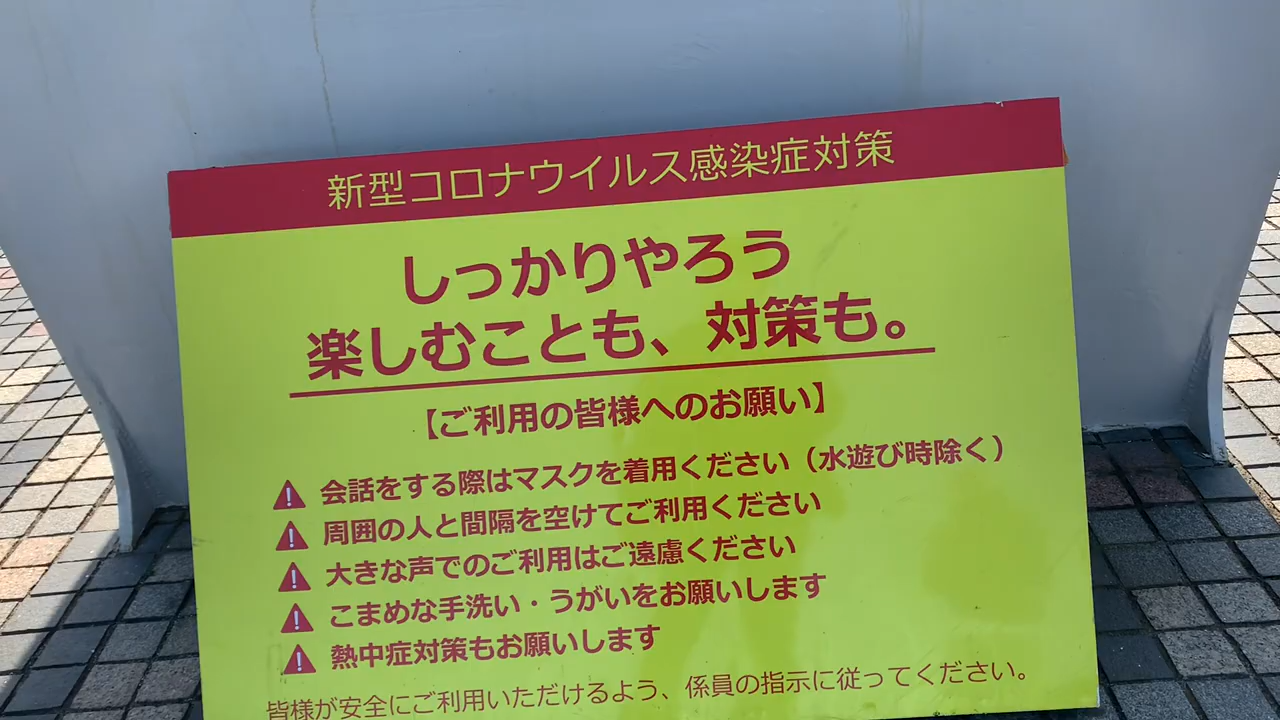 新型コロナウイルス感染症対策
しっかりやろう
楽しむことも、対策も。
【ご利用の皆様へのお願い】
会話をする際はマスクを着用ください（水遊び時除く）
周囲の人と間隔を空けてご利用ください
大きな声でのご利用はご遠慮ください
こまめな手洗い・うがいをお願いします
熱中症対策もお願いします
皆様が安全にご利用いただけるよう、係員の指示に従ってください。